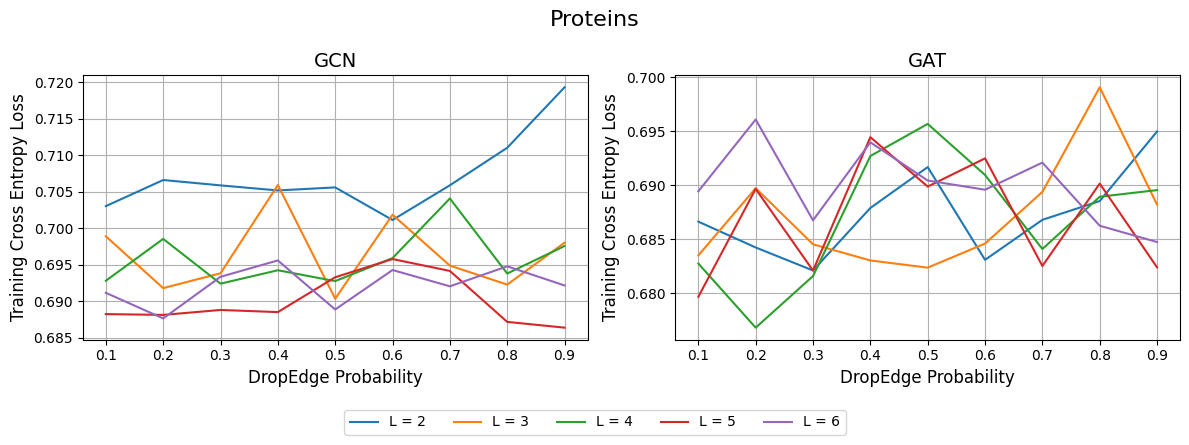 Proteins
GCN
Training Cross Entropy Loss
0.720
0.715
0.710
0.705
0.700
0.695
0.690
0.685
0.1 0.2 0.3 0.4 0.5 0.6 0.7 0.8 0.9
DropEdge Probability
GAT
Training Cross Entropy Loss
0.700
0.695
0.690
0.685
0.680
0.1 0.2 0.3 0.4 0.5 0.6 0.7 0.8 0.9
DropEdge Probability
L = 2 L = 3 L = 4 L = 5 L = 6